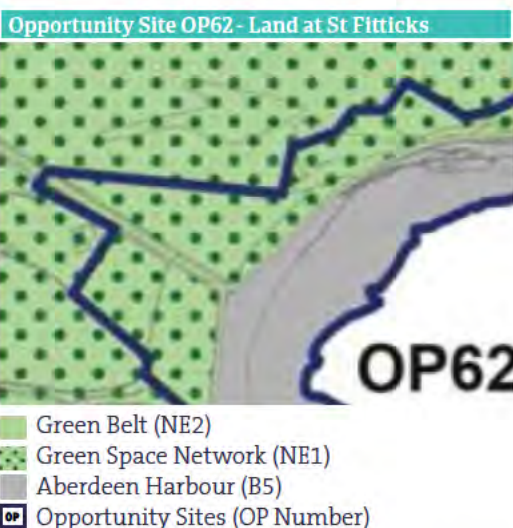 Opportunity Site OP62 - Land at St Fitticks
OP62
Green Belt (NE2)
Green Space Network (NE1)
Aberdeen Harbour (B5)
OP Opportunity Sites (OP Number)